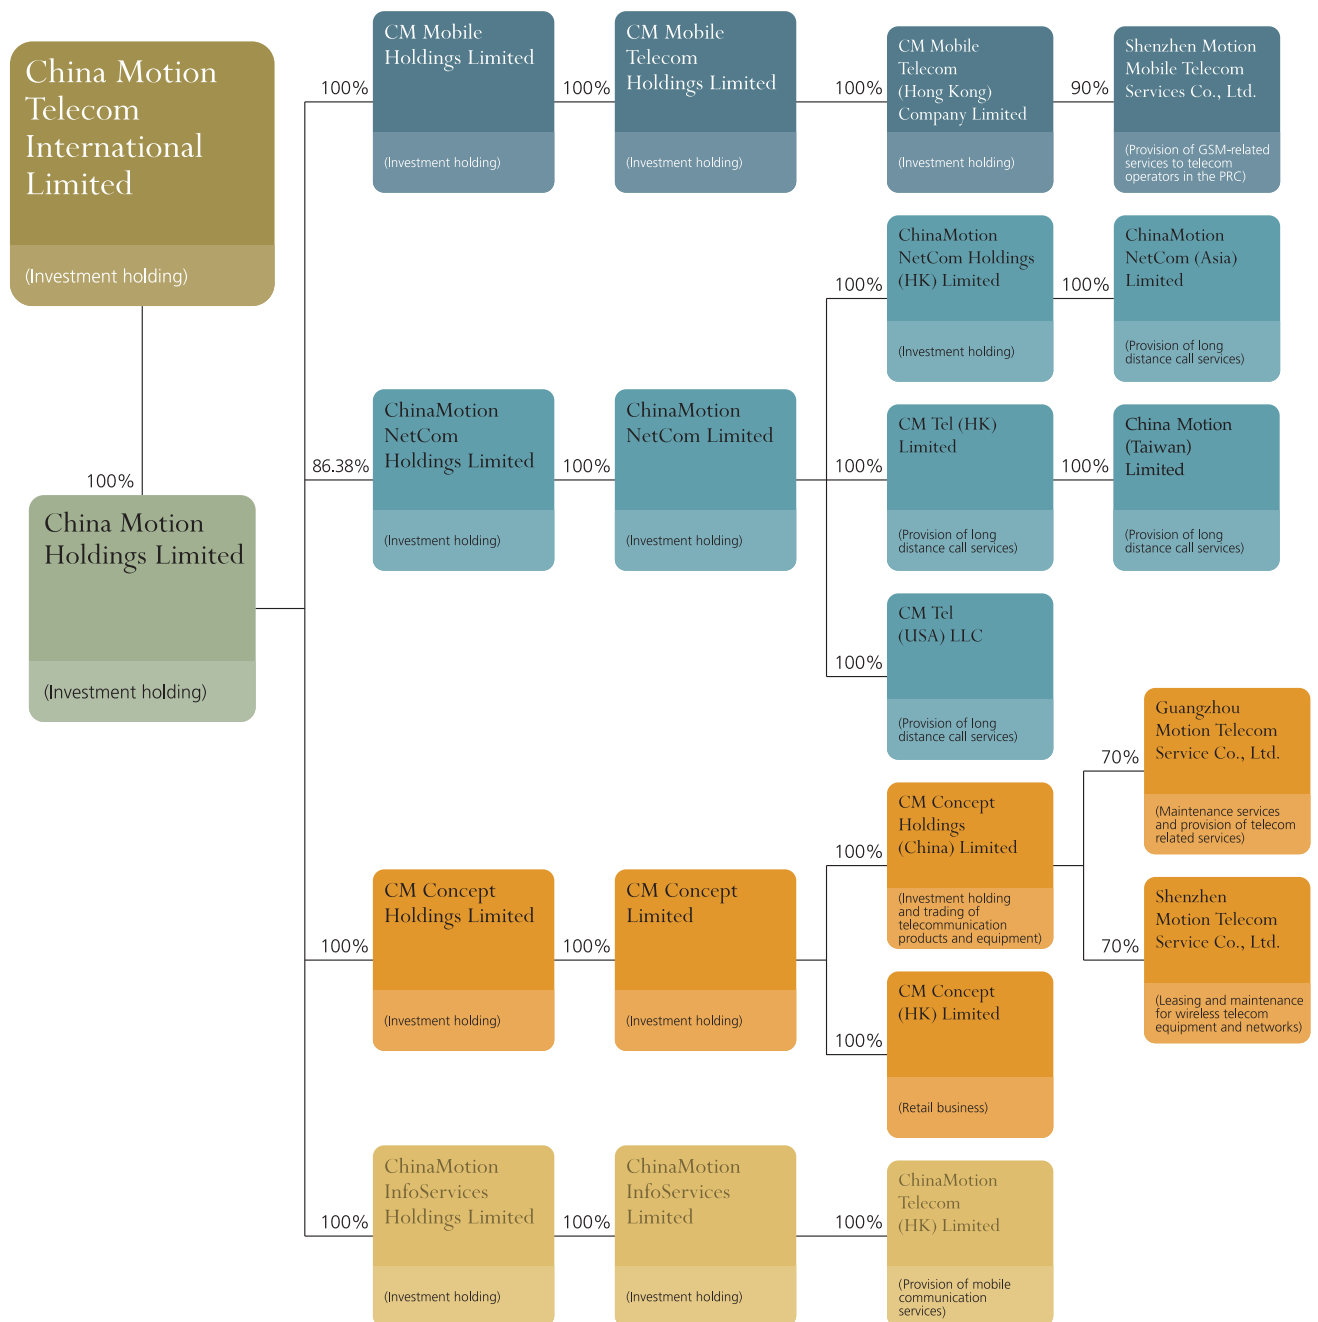 China Motion
Telecom
International
Limited
(Investment holding)
100%
China Motion
Holdings Limited
(Investment holding)
100%
CM Mobile
Holdings Limited
(Investment holding)
100%
CM Mobile
Telecom
Holdings Limited
(Investment holding)
100%
CM Mobile
Telecom
(Hong Kong)
Company Limited
(Investment holding)
90%
Shenzhen Motion
Mobile Telecom
Services Co., Ltd.
(Provision of GSM-related
services to telecom
operators in the PRC)
86.38%
ChinaMotion
NetCom
Holdings Limited
(Investment holding)
100%
ChinaMotion
NetCom Limited
(Investment holding)
100%
ChinaMotion
NetCom Holdings
(HK) Limited
(Investment holding)
100%
ChinaMotion
NetCom (Asia)
Limited
(Provision of long
distance call services)
100%
CM Tel (HK)
Limited
(Provision of long
distance call services)
100%
China Motion
(Taiwan)
Limited
(Provision of long
distance call services)
100%
CM Tel
(USA) LLC
(Provision of long
distance call services)
100%
CM Concept
Holdings Limited
(Investment holding)
100%
CM Concept
Limited
(Investment holding)
100%
CM Concept
Holdings
(China) Limited
(Investment holding
and trading of
telecommunication
products and equipment)
70%
Guangzhou
Motion Telecom
Service Co., Ltd.
(Maintenance services
and provision of telecom
related services)
70%
Shenzhen
Motion Telecom
Service Co., Ltd.
(Leasing and maintenance
for wireless telecom
equipment and networks)
100%
CM Concept
(HK) Limited
(Retail business)
100%
ChinaMotion
InfoServices
Holdings Limited
(Investment holding)
100%
ChinaMotion
InfoServices
Limited
(Investment holding)
100%
ChinaMotion
Telecom
(HK) Limited
(Provision of mobile
communication
services)